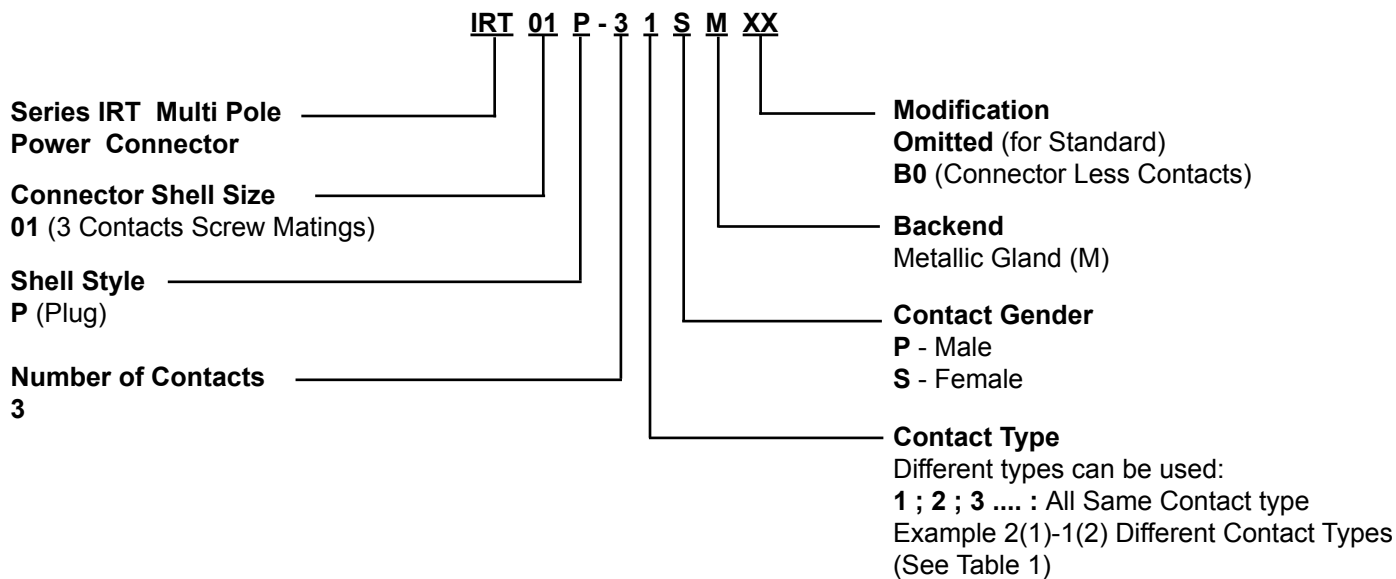 IRT 01 P - 3 1 S M XX
Series IRT Multi Pole
Power Connector
Connector Shell Size
01 (3 Contacts Screw Matings)
Shell Style
P (Plug)
Number of Contacts
3
Modification
Omitted (for Standard)
B0 (Connector Less Contacts)
Backend
Metallic Gland (M)
Contact Gender
P - Male
S - Female
Contact Type
Different types can be used:
1 ; 2 ; 3 .... : All Same Contact type
Example 2(1)-1(2) Different Contact Types
(See Table 1)